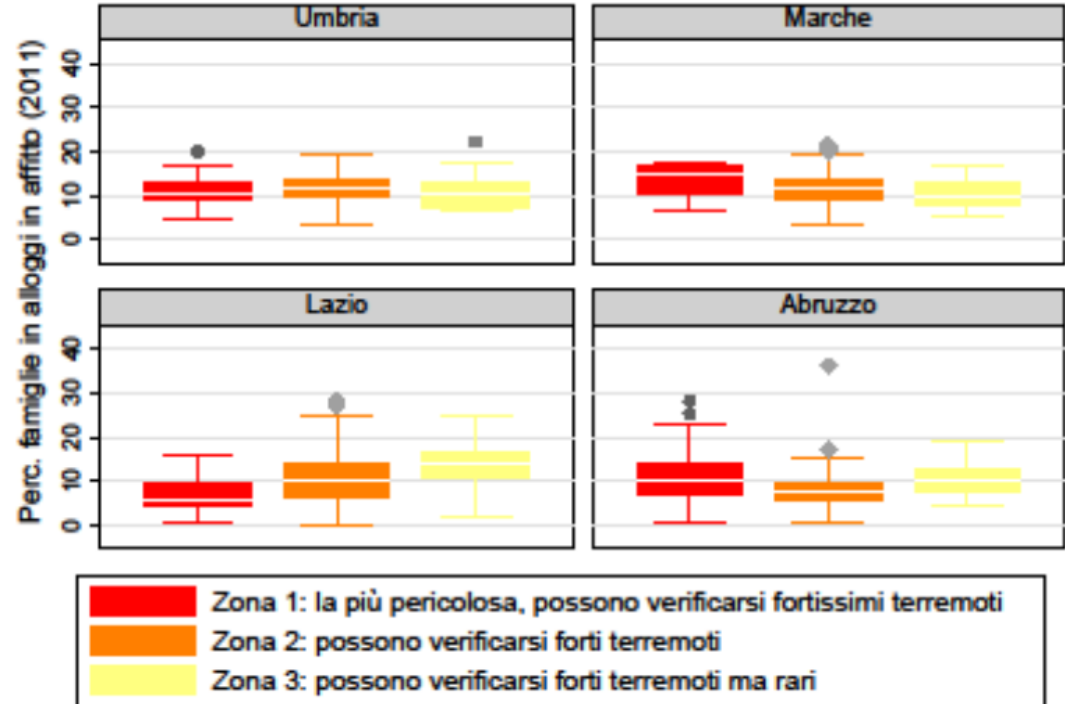 Perc. famiglie in alloggi in affitto (2011)
Umbria
Marche
40
30
20
10
0
Lazio
Abruzzo
40
30
20
10
0
Zona 1: la più pericolosa, possono verificarsi fortissimi terremoti
Zona 2: possono verificarsi forti terremoti
Zona 3: possono verificarsi forti terremoti ma rari